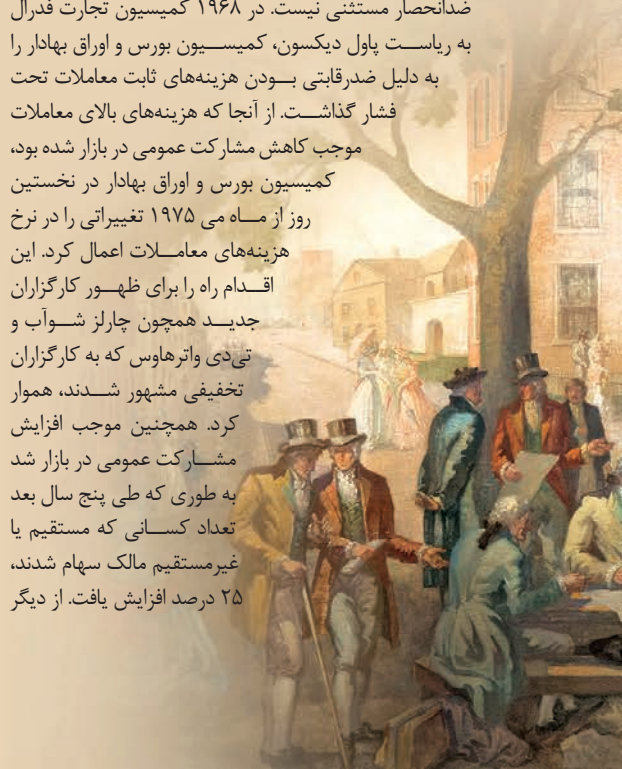 ضدانحصار مستثنی نیست. در ۱۹۶۸ کمیسیون تجارت فدرال
به ریاست پاول دیکسون، کمیسیون بورس و اوراق بهادار را
به دلیل ضدرقابتی بودن هزینه‌های ثابت معاملات تحت
فشار گذاشت. از آنجا که هزینه‌های بالای معاملات
موجب کاهش مشارکت عمومی در بازار شده بود،
کمیسیون بورس و اوراق بهادار در نخستین
روز از ماه می ۱۹۷۵ تغییراتی را در نرخ
هزینه‌های معاملات اعمال کرد. این
اقدام راه را برای ظهور کارگزاران
جدید همچون چارلز شوآب و
تی‌دی واترهاوس که به کارگزاران
تخفیفی مشهور شدند، هموار
کرد. همچنین موجب افزایش
مشارکت عمومی در بازار شد
به طوری که طی پنج سال بعد
تعداد کسانی که مستقیم یا
غیرمستقیم مالک سهام شدند،
۲۵ درصد افزایش یافت. از دیگر